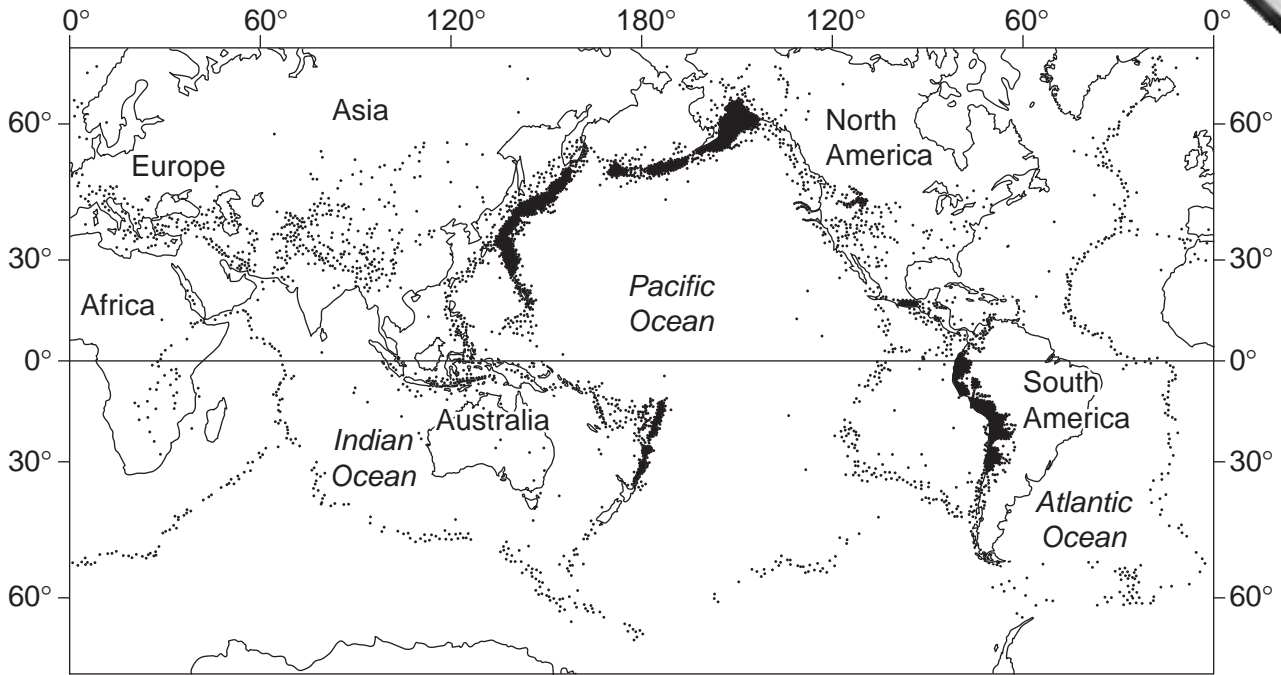 0° 60° 120° 180° 120° 60° 0°
Asia
North
America
60° 60°
Europe
30° 30°
Africa
Pacific
Ocean
0° 0°
South
America
Australia
Indian
Ocean
30° 30°
Atlantic
Ocean
60° 60°